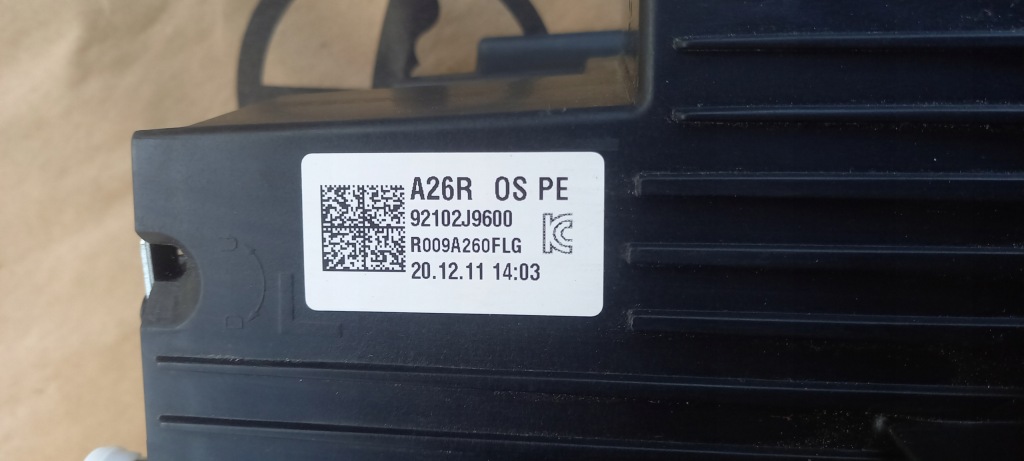 A26R OS PE
92102J9600
R009A260FLG
20.12.11 14:03